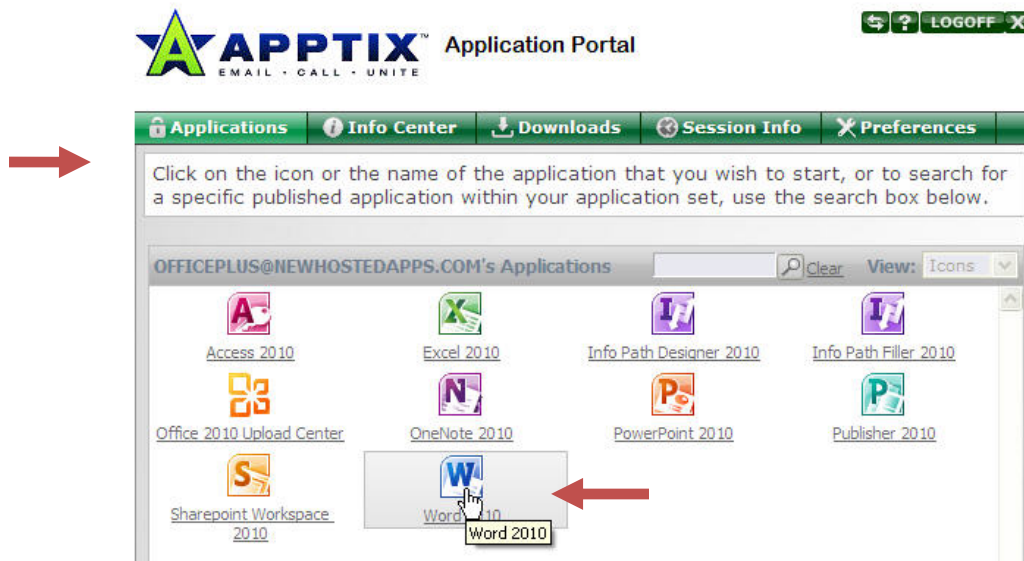 APPTIX™ Application Portal
EMAIL · CALL · UNITE
? LOGOFF X
Applications Info Center Downloads Session Info Preferences
Click on the icon or the name of the application that you wish to start, or to search for
a specific published application within your application set, use the search box below.
OFFICEPLUS@NEWHOSTEDAPPS.COM's Applications Clear View: Icons
Access 2010 Excel 2010 Info Path Designer 2010 Info Path Filler 2010
Office 2010 Upload Center OneNote 2010 PowerPoint 2010 Publisher 2010
Sharepoint Workspace
2010
Word 2010
Word 2010